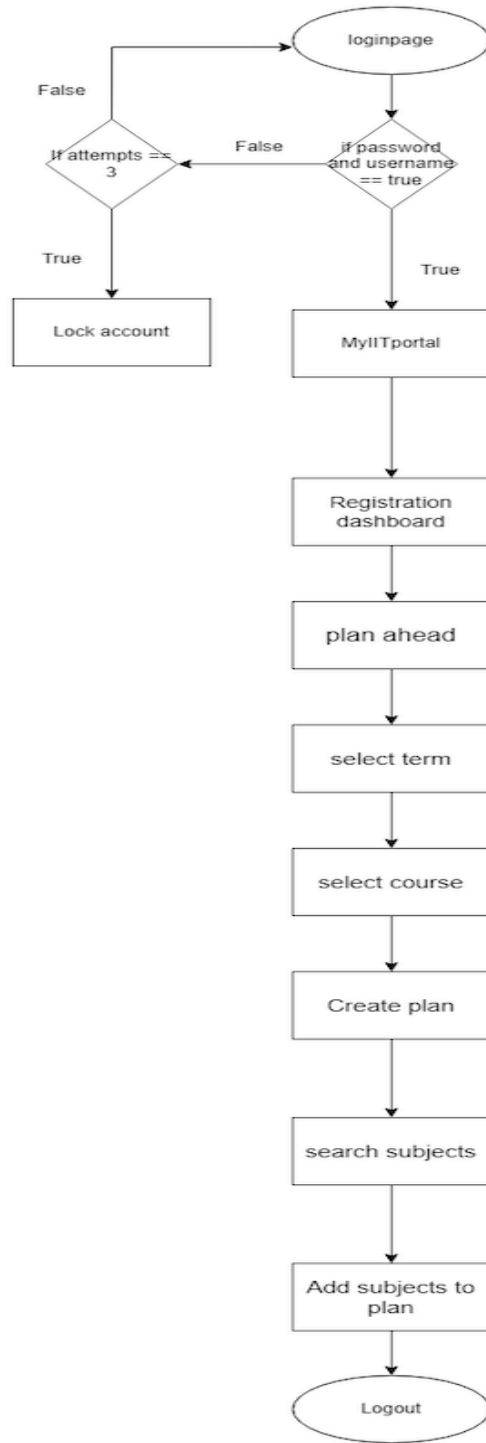 loginpage
False
If attempts ==
3
False
if password
and username
== true
True
True
Lock account
MyIITportal
Registration
dashboard
plan ahead
select term
select course
Create plan
search subjects
Add subjects to
plan
Logout